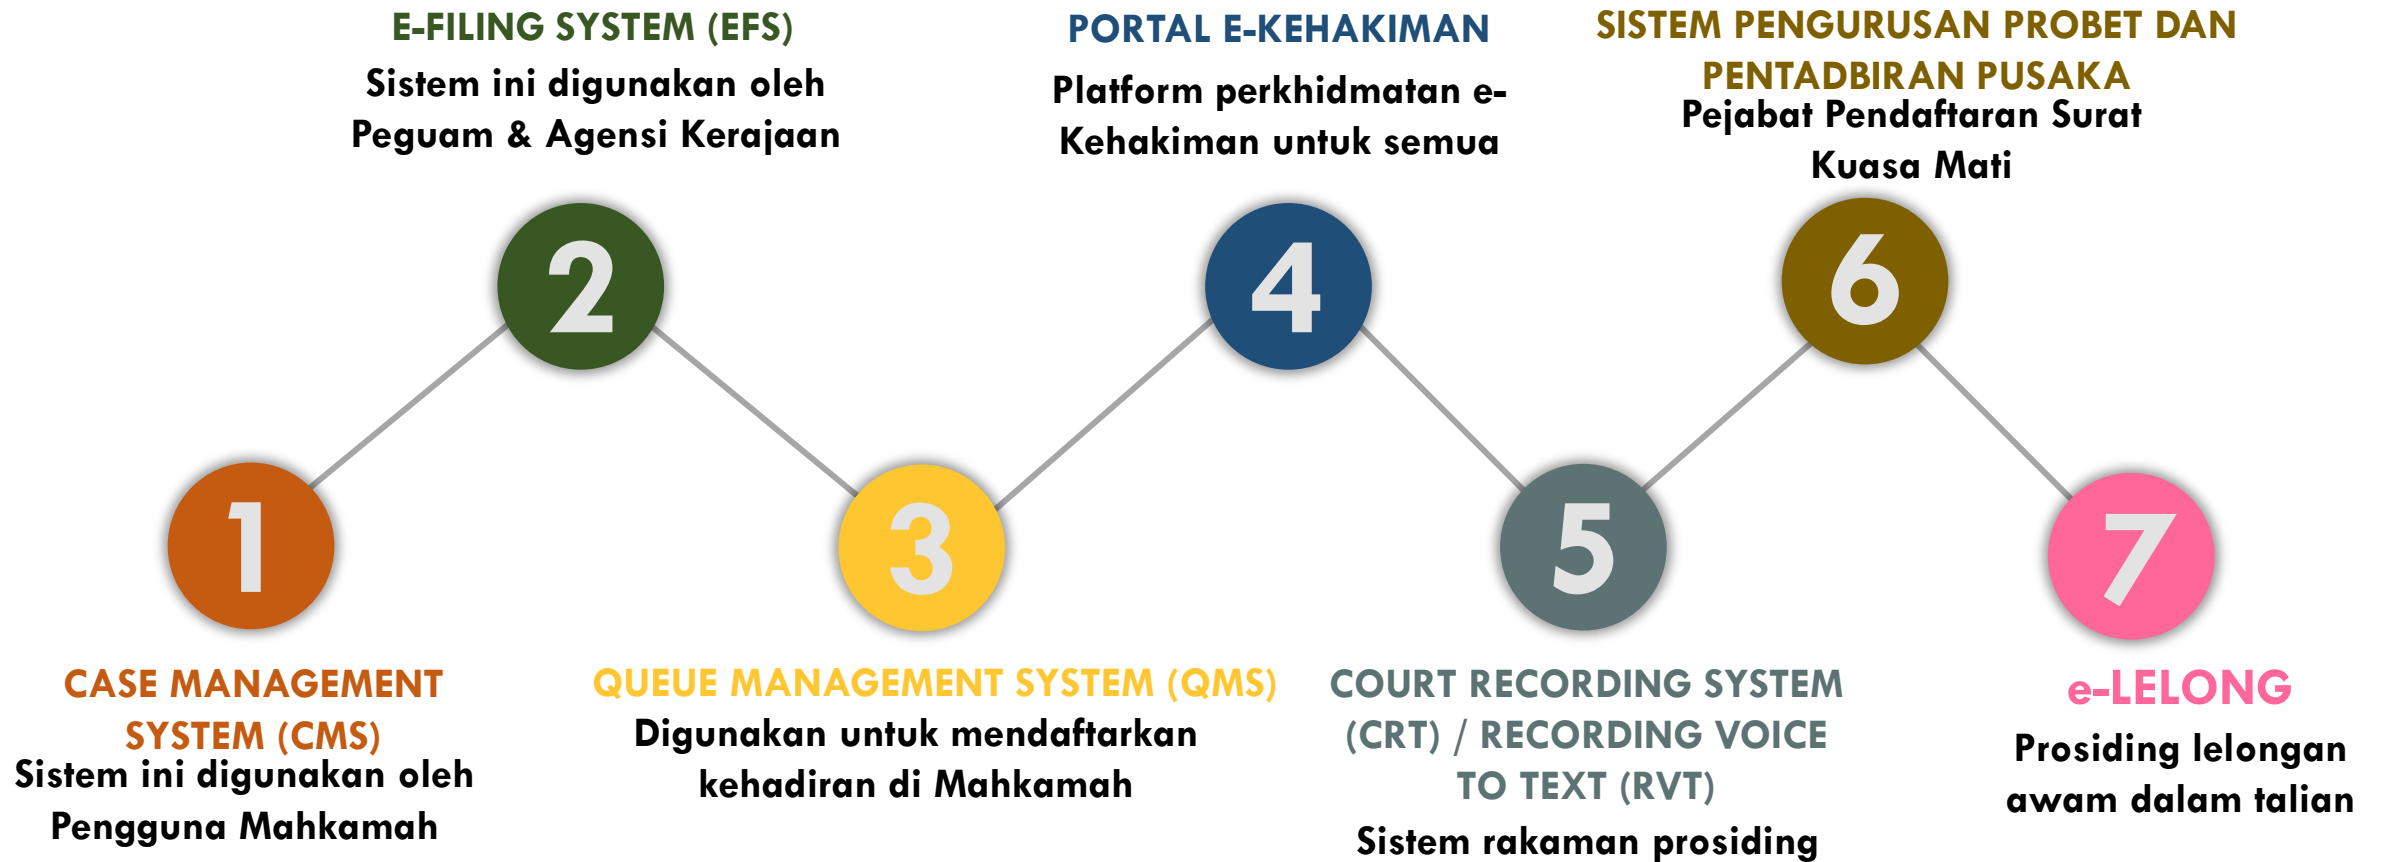 1
CASE MANAGEMENT
SYSTEM (CMS)
Sistem ini digunakan oleh
Pengguna Mahkamah
E-FILING SYSTEM (EFS)
Sistem ini digunakan oleh
Peguam & Agensi Kerajaan
2
3
QUEUE MANAGEMENT SYSTEM (QMS)
Digunakan untuk mendaftarkan
kehadiran di Mahkamah
PORTAL E-KEHAKIMAN
Platform perkhidmatan e-
Kehakiman untuk semua
4
5
COURT RECORDING SYSTEM
(CRT) / RECORDING VOICE
TO TEXT (RVT)
Sistem rakaman prosiding
SISTEM PENGURUSAN PROBET DAN
PENTADBIRAN PUSAKA
Pejabat Pendaftaran Surat
Kuasa Mati
6
7
e-LELONG
Prosiding lelongan
awam dalam talian